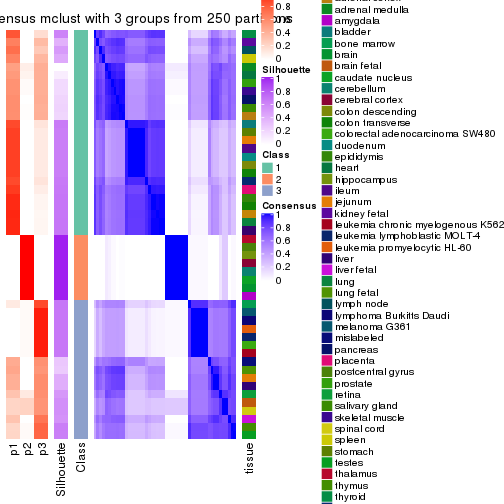 ensus mclust with 3 groups from 250 part
0.8
0.6
0.4
0.2
0
Silhouette
1
0.8
0.6
0.4
0.2
0
Class
1
2
3
Consensus
1
0.8
0.6
0.4
0.2
0
p1
p2
p3
Silhouette
Class
tissue
adrenal medulla
amygdala
bladder
bone marrow
brain
brain fetal
caudate nucleus
cerebellum
cerebral cortex
colon descending
colon transverse
colorectal adenocarcinoma SW480
duodenum
epididymis
heart
hippocampus
ileum
jejunum
kidney fetal
leukemia chronic myelogenous K562
leukemia lymphoblastic MOLT-4
leukemia promyelocytic HL-60
liver
liver fetal
lung
lung fetal
lymph node
lymphoma Burkitts Daudi
melanoma G361
mislabeled
pancreas
placenta
postcentral gyrus
prostate
retina
salivary gland
skeletal muscle
spinal cord
spleen
stomach
testes
thalamus
thymus
thyroid